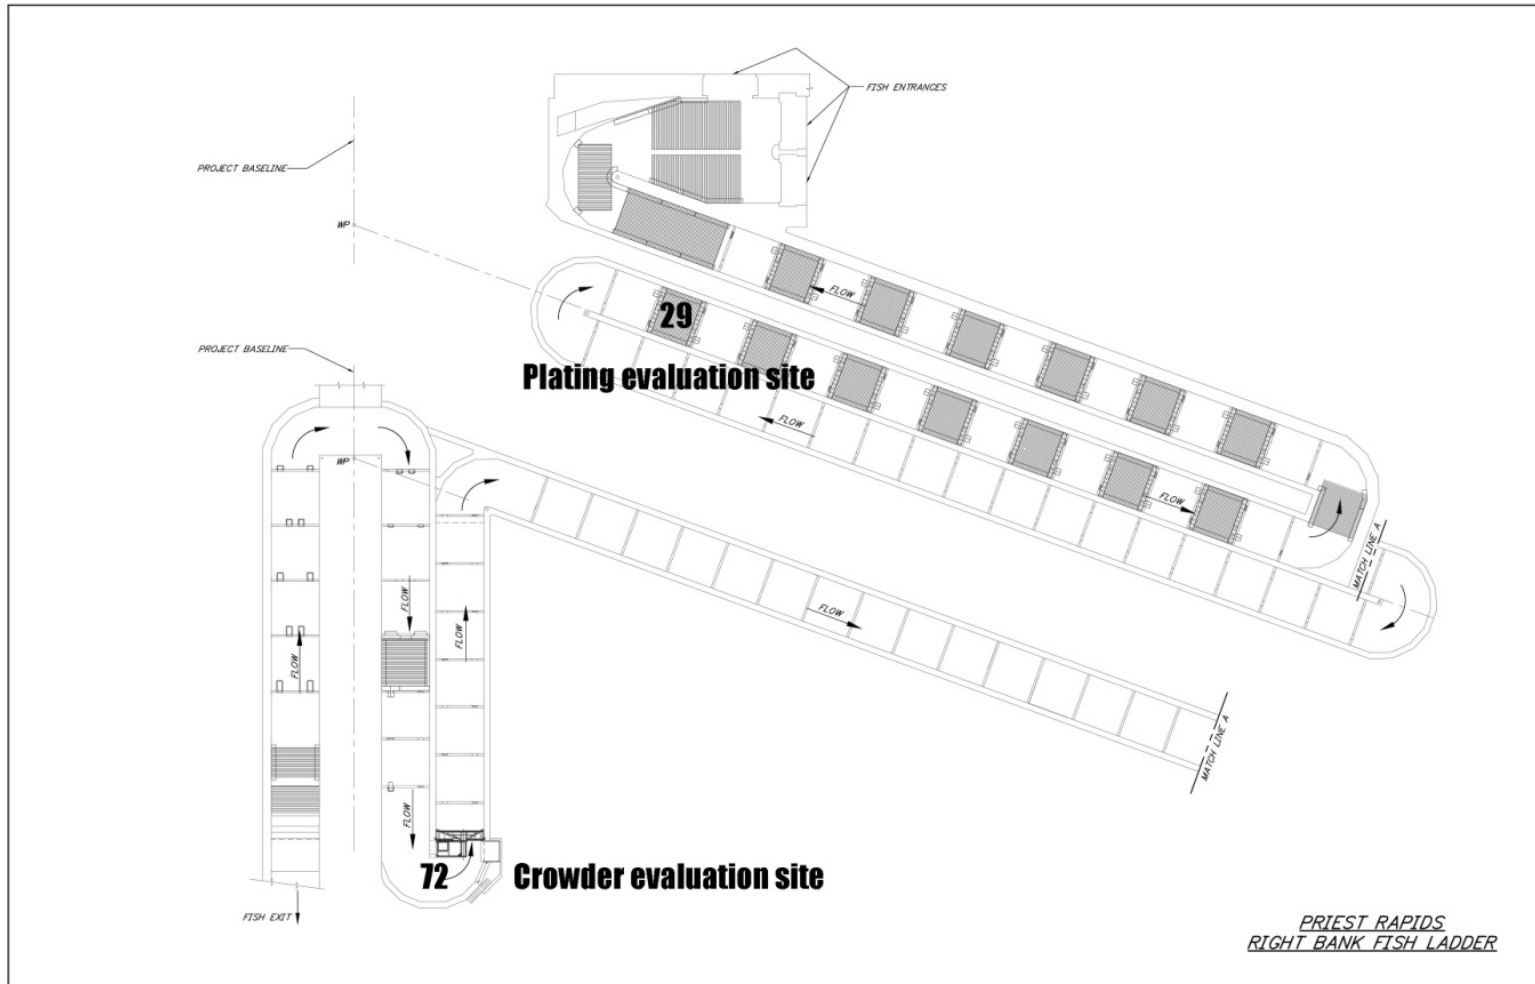 FISH ENTRANCES
PROJECT BASELINE
WP
FLOW
29
PROJECT BASELINE
Plating evaluation site
FLOW
WP
FLOW
MATCH LINE A
FLOW
FLOW
FLOW
FLOW
MATCH LINE A
FLOW
72
Crowder evaluation site
FISH EXIT
PRIEST RAPIDS
RIGHT BANK FISH LADDER